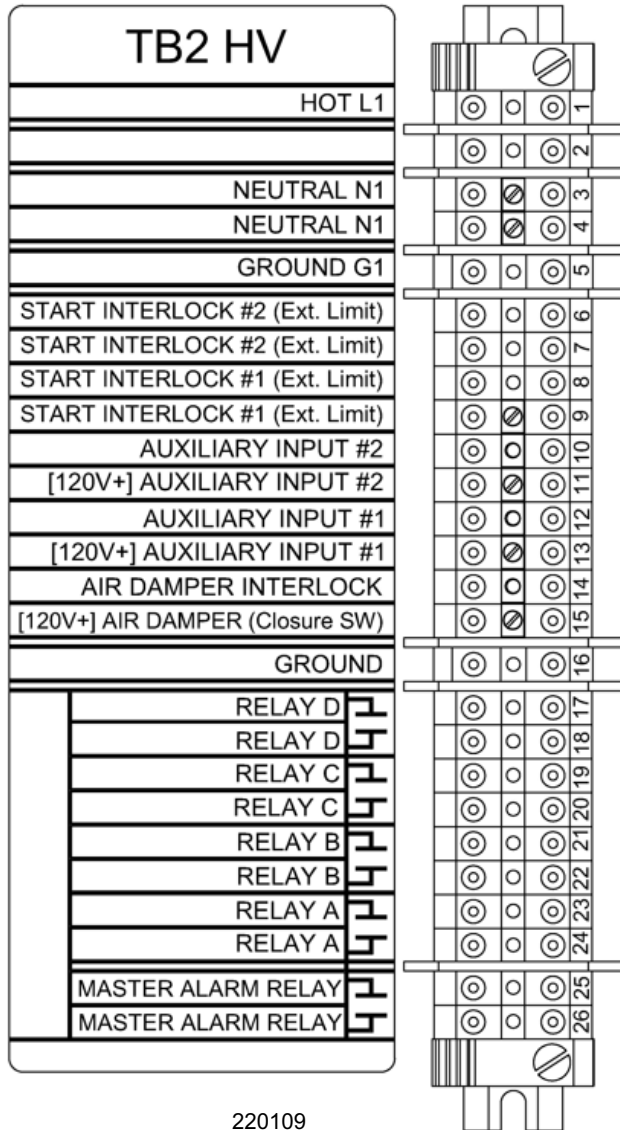 TB2 HV
HOT L1 1
2
NEUTRAL N1 3
NEUTRAL N1 4
GROUND G1 5
START INTERLOCK #2 (Ext. Limit) 6
START INTERLOCK #2 (Ext. Limit) 7
START INTERLOCK #1 (Ext. Limit) 8
START INTERLOCK #1 (Ext. Limit) 9
AUXILIARY INPUT #2 10
[120V+] AUXILIARY INPUT #2 11
AUXILIARY INPUT #1 12
[120V+] AUXILIARY INPUT #1 13
AIR DAMPER INTERLOCK 14
[120V+] AIR DAMPER (Closure SW) 15
GROUND 16
RELAY D 17
RELAY D 18
RELAY C 19
RELAY C 20
RELAY B 21
RELAY B 22
RELAY A 23
RELAY A 24
MASTER ALARM RELAY 25
MASTER ALARM RELAY 26
220109